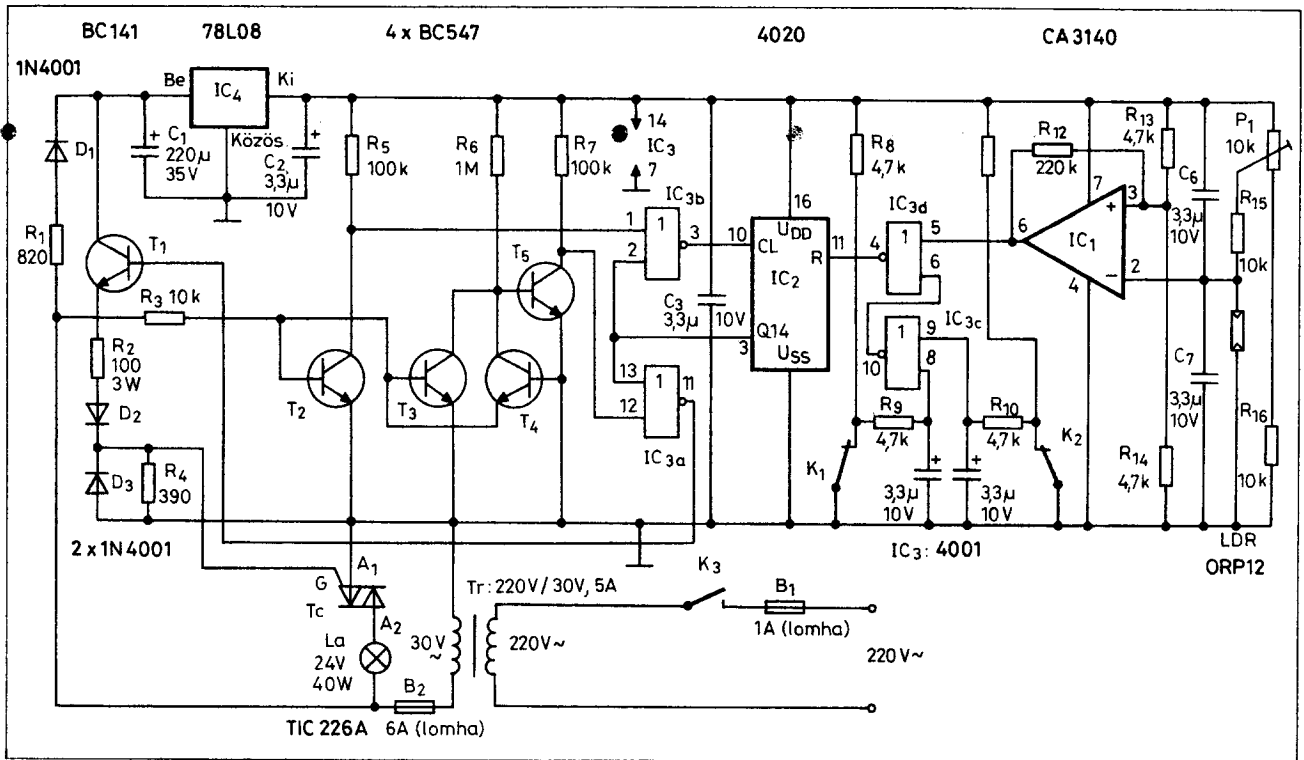 BC141 78L08 4 x BC547 4020 CA3140
1N4001
Be IC4 Ki
Közös
C1
220µ
35V
C2
3,3µ
10V
D1
R1
820
T1
R3 10k
R2
100
3W
D2
D3
R4
390
2 x 1N4001
R5
100k
R6
1M
R7
100k
T5
T2
T3
T4
14
IC3
7
IC3b
1
2
1
3
13
12
1
11
IC3a
C3
3,3µ
10V
16
10
CL
UDD
R
11
IC2
Q14
3
USS
R8
4,7k
IC3d
4
1
5
6
IC3c
10
1
9
8
R9
4,7k
R10
4,7k
K1
K2
3,3µ
10V
3,3µ
10V
IC3: 4001
R12
220k
6
7
3
+
IC1
−
2
4
R13
4,7k
R14
4,7k
C6
3,3µ
10V
C7
3,3µ
10V
P1
10k
R15
10k
R16
10k
LDR
ORP12
A1
G
Tc
A2
La
24V
40W
B2
6A (lomha)
TIC 226A
Tr: 220V / 30V, 5A
30V
~
220V~
K3
B1
1A (lomha)
220V~